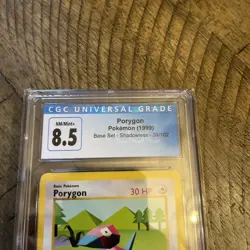 CGC UNIVERSAL GRADE
NM/Mint+
8.5
Porygon
Pokémon (1999)
Base Set - Shadowless - 39/102
Basic Pokémon
Porygon
30 HP